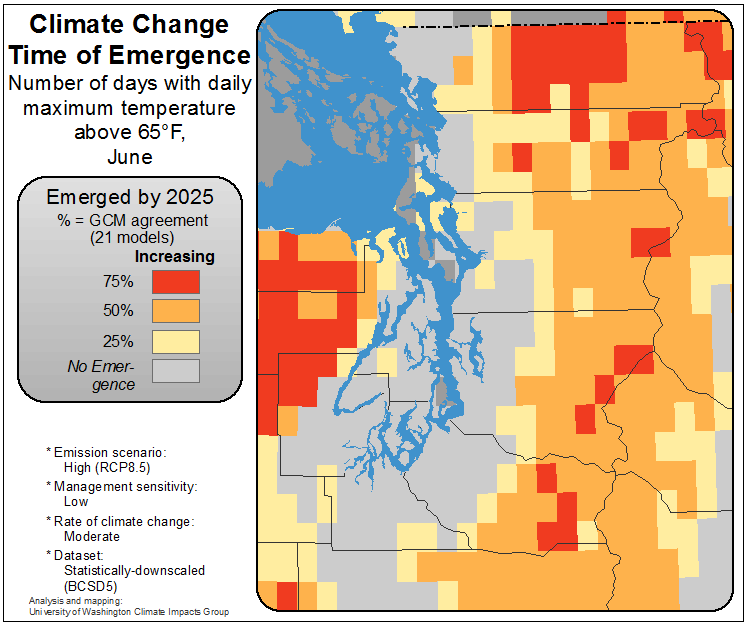 Climate Change
Time of Emergence
Number of days with daily
maximum temperature
above 65°F,
June
Emerged by 2025
% = GCM agreement
(21 models)
Increasing
75%
50%
25%
No Emer-
gence
* Emission scenario:
High (RCP8.5)
* Management sensitivity:
Low
* Rate of climate change:
Moderate
* Dataset:
Statistically-downscaled
(BCSD5)
Analysis and mapping:
University of Washington Climate Impacts Group